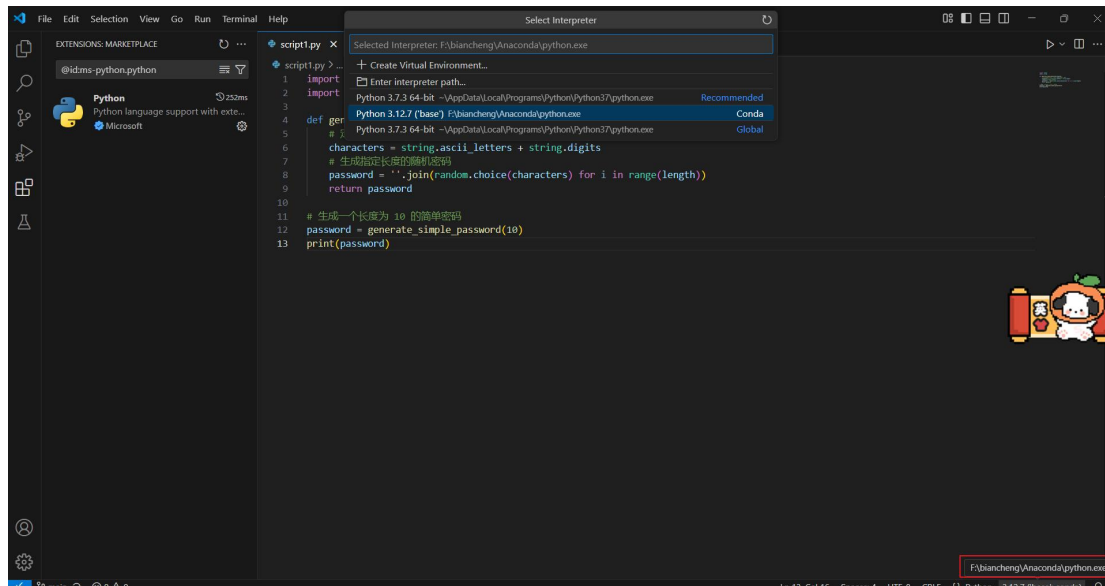 File Edit Selection View Go Run Terminal Help
Select Interpreter
EXTENSIONS: MARKETPLACE
@id:ms-python.python
Python
252ms
Python language support with exte...
Microsoft
script1.py
Selected Interpreter: F:\biancheng\Anaconda\python.exe
script1.py > ...
+ Create Virtual Environment...
Enter interpreter path...
Python 3.7.3 64-bit ~\AppData\Local\Programs\Python\Python37\python.exe Recommended
Python 3.12.7 ('base') F:\biancheng\Anaconda\python.exe Conda
Python 3.7.3 64-bit ~\AppData\Local\Programs\Python\Python37\python.exe Global
1 import
2 import
3
4 def gen
5 #
6 characters = string.ascii_letters + string.digits
7 # 生成指定长度的随机密码
8 password = ''.join(random.choice(characters) for i in range(length))
9 return password
10
11 # 生成一个长度为 10 的简单密码
12 password = generate_simple_password(10)
13 print(password)
英
F:\biancheng\Anaconda\python.exe